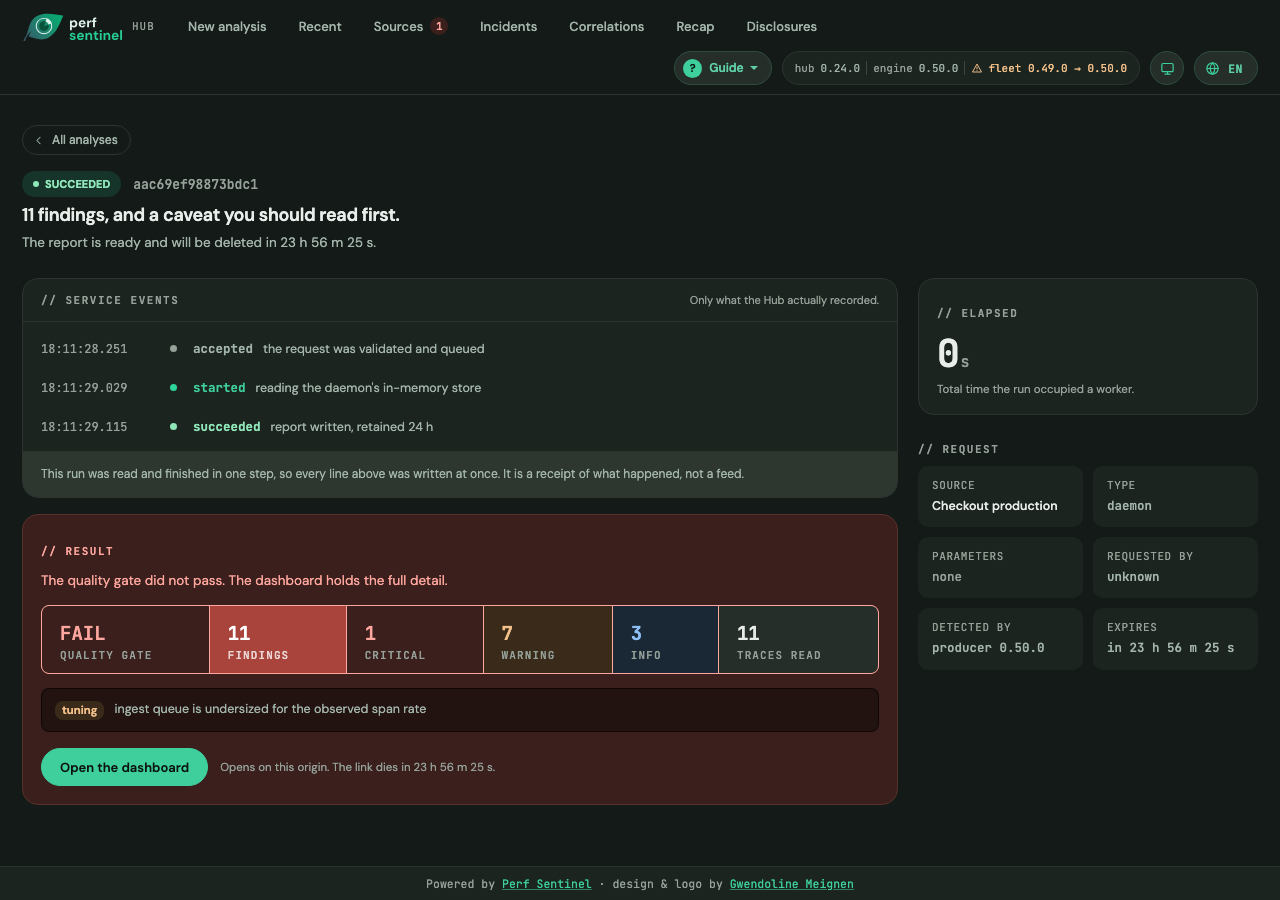 perf
sentinel
HUB
New analysis
Recent
Sources 1
Incidents
Correlations
Recap
Disclosures
? Guide
hub 0.24.0 engine 0.50.0 ⚠ fleet 0.49.0 → 0.50.0
EN
All analyses
SUCCEEDED aac69ef98873bdc1
11 findings, and a caveat you should read first.
The report is ready and will be deleted in 23 h 56 m 25 s.
// SERVICE EVENTS
Only what the Hub actually recorded.
18:11:28.251 accepted the request was validated and queued
18:11:29.029 started reading the daemon's in-memory store
18:11:29.115 succeeded report written, retained 24 h
This run was read and finished in one step, so every line above was written at once. It is a receipt of what happened, not a feed.
// RESULT
The quality gate did not pass. The dashboard holds the full detail.
FAIL
QUALITY GATE
11
FINDINGS
1
CRITICAL
7
WARNING
3
INFO
11
TRACES READ
tuning ingest queue is undersized for the observed span rate
Open the dashboard
Opens on this origin. The link dies in 23 h 56 m 25 s.
// ELAPSED
0s
Total time the run occupied a worker.
// REQUEST
SOURCE
Checkout production
TYPE
daemon
PARAMETERS
none
REQUESTED BY
unknown
DETECTED BY
producer 0.50.0
EXPIRES
in 23 h 56 m 25 s
Powered by Perf Sentinel · design & logo by Gwendoline Meignen